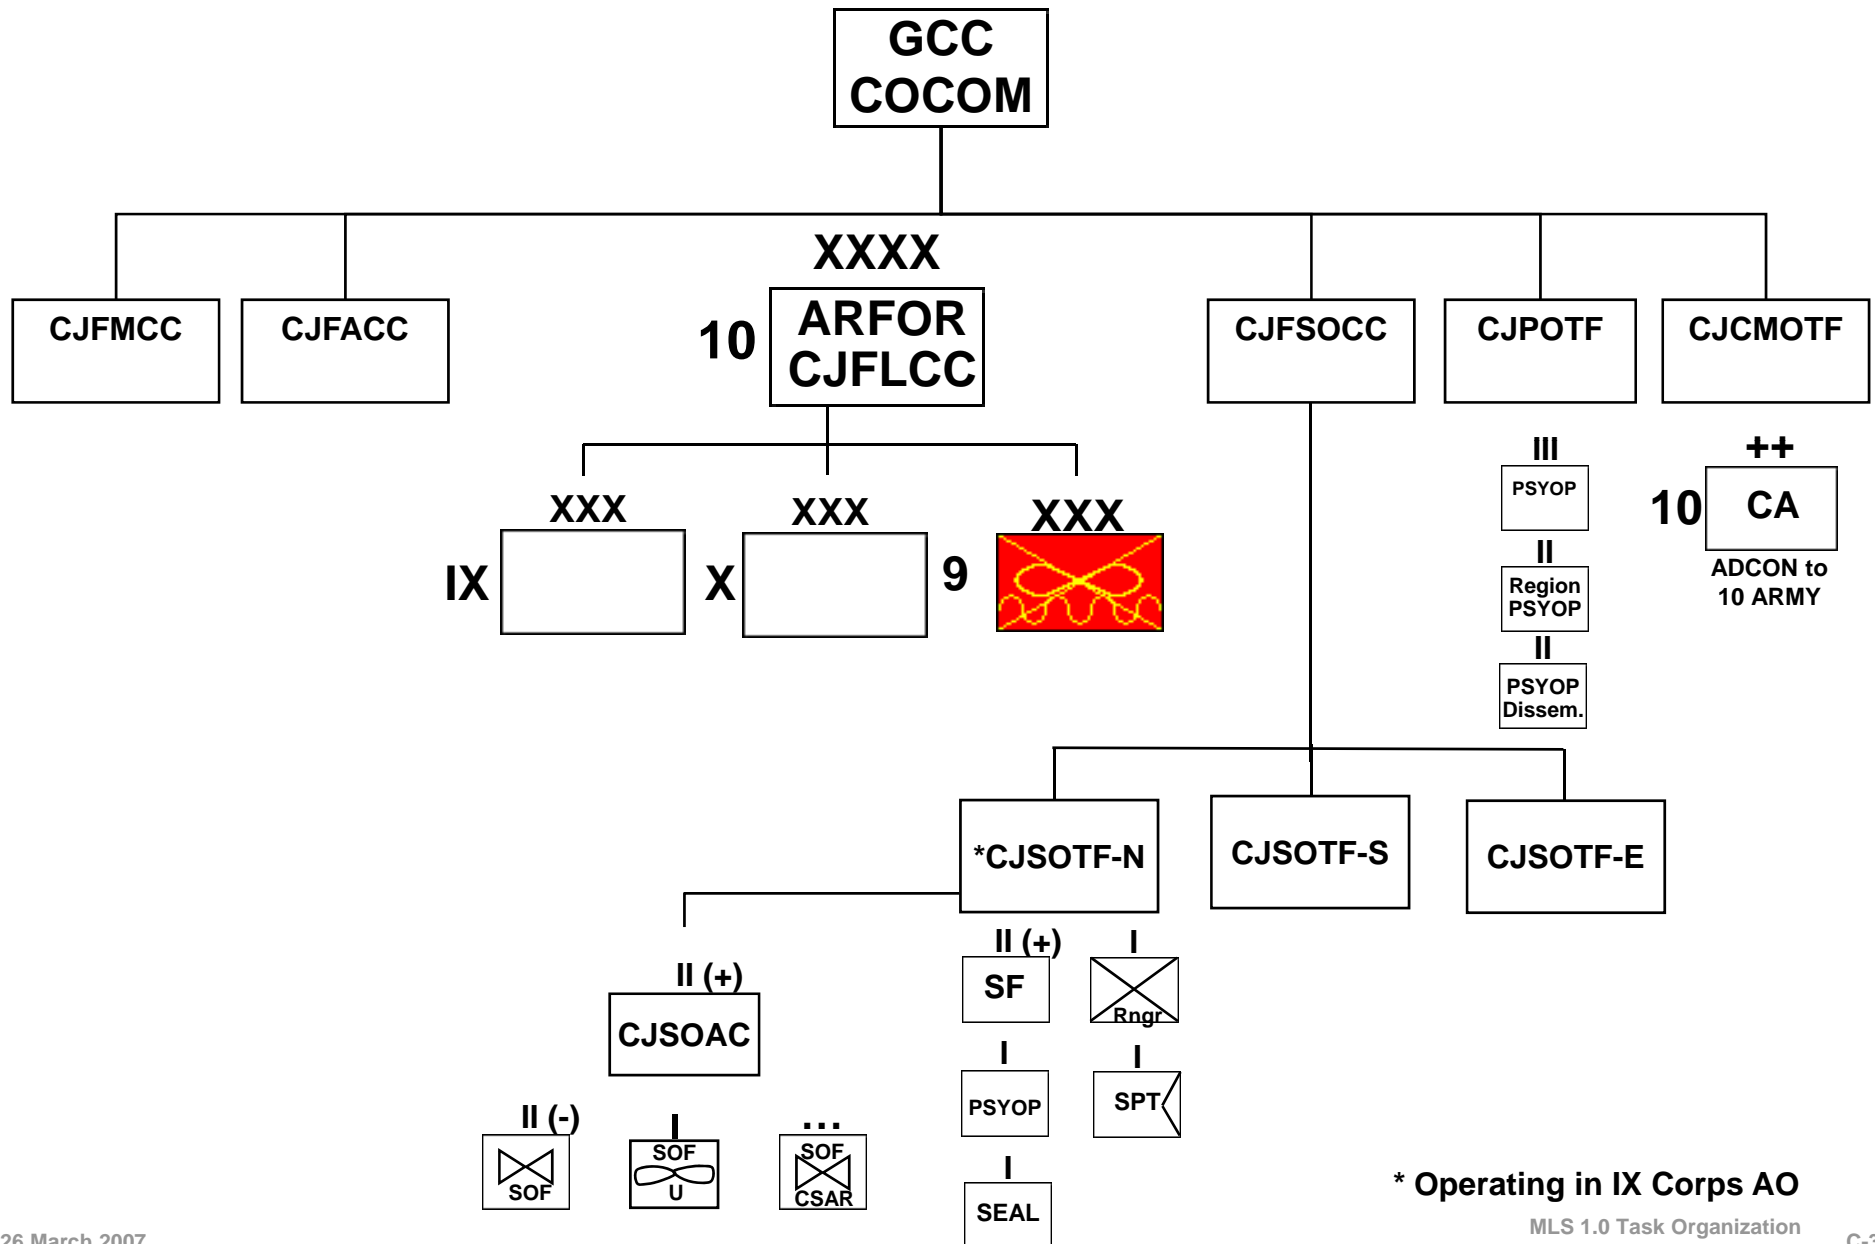 GCC
COCOM
XXXX
CJFMCC
CJFACC
10
ARFOR
CJFLCC
CJFSOCC
CJPOTF
CJCMOTF
XXX
IX
XXX
X
XXX
9
III
PSYOP
II
Region
PSYOP
II
PSYOP
Dissem.
++
10
CA
ADCON to
10 ARMY
*CJSOTF-N
CJSOTF-S
CJSOTF-E
II (+)
CJSOAC
II (+)
SF
I
Rngr
I
PSYOP
I
SPT
I
SEAL
II (-)
SOF
I
SOF
U
...
SOF
CSAR
* Operating in IX Corps AO
MLS 1.0 Task Organization
26 March 2007